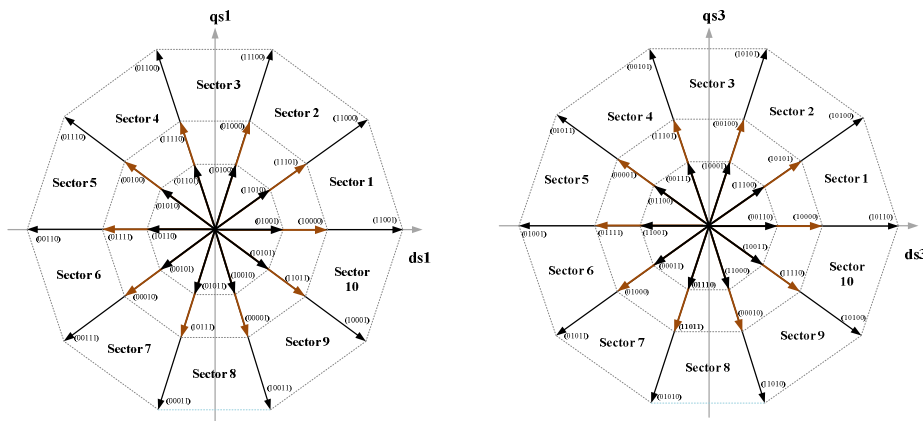 qs1
qs3
(01100)
(11100)
(00101)
(10101)
Sector 3
Sector 3
Sector 4
Sector 2
Sector 4
Sector 2
(01110)
(11000)
(01011)
(10100)
(11110)
(01000)
(11101)
(00100)
(00100)
(11101)
(00001)
(10101)
(01101)
(10100)
(00111)
(10001)
Sector 5
Sector 1
Sector 5
Sector 1
(01010)
(11010)
(11100)
(11100)
(00110)
(01111)
(10110)
(01001)
(10000)
(11001)
ds1
(01001)
(01111)
(11001)
(00110)
(10000)
(10110)
ds3
(00101)
(10101)
(00011)
(10011)
Sector 6
Sector 10
Sector 6
Sector 10
(01011)
(10010)
(11011)
(01110)
(11000)
(11110)
(00010)
(00001)
(01000)
(00010)
(00111)
(10111)
(10001)
(01011)
(11011)
(10100)
Sector 7
Sector 9
Sector 7
Sector 9
Sector 8
Sector 8
(00011)
(10011)
(01010)
(11010)